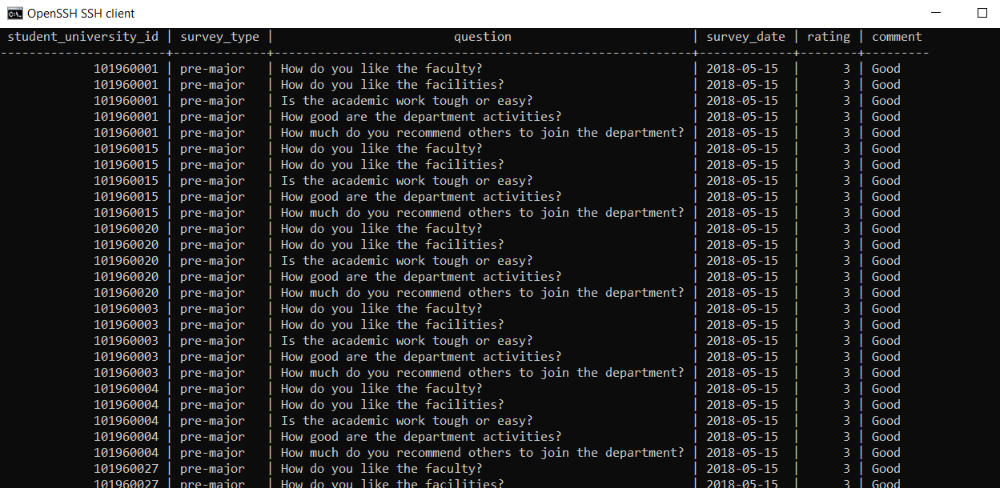 OpenSSH SSH client
student_university_id | survey_type |                         question                         | survey_date | rating | comment
-----------------------+-------------+----------------------------------------------------------+-------------+--------+---------
            101960001 | pre-major   | How do you like the faculty?                             | 2018-05-15  |      3 | Good
            101960001 | pre-major   | How do you like the facilities?                          | 2018-05-15  |      3 | Good
            101960001 | pre-major   | Is the academic work tough or easy?                      | 2018-05-15  |      3 | Good
            101960001 | pre-major   | How good are the department activities?                  | 2018-05-15  |      3 | Good
            101960001 | pre-major   | How much do you recommend others to join the department? | 2018-05-15  |      3 | Good
            101960015 | pre-major   | How do you like the faculty?                             | 2018-05-15  |      3 | Good
            101960015 | pre-major   | How do you like the facilities?                          | 2018-05-15  |      3 | Good
            101960015 | pre-major   | Is the academic work tough or easy?                      | 2018-05-15  |      3 | Good
            101960015 | pre-major   | How good are the department activities?                  | 2018-05-15  |      3 | Good
            101960015 | pre-major   | How much do you recommend others to join the department? | 2018-05-15  |      3 | Good
            101960020 | pre-major   | How do you like the faculty?                             | 2018-05-15  |      3 | Good
            101960020 | pre-major   | How do you like the facilities?                          | 2018-05-15  |      3 | Good
            101960020 | pre-major   | Is the academic work tough or easy?                      | 2018-05-15  |      3 | Good
            101960020 | pre-major   | How good are the department activities?                  | 2018-05-15  |      3 | Good
            101960020 | pre-major   | How much do you recommend others to join the department? | 2018-05-15  |      3 | Good
            101960003 | pre-major   | How do you like the faculty?                             | 2018-05-15  |      3 | Good
            101960003 | pre-major   | How do you like the facilities?                          | 2018-05-15  |      3 | Good
            101960003 | pre-major   | Is the academic work tough or easy?                      | 2018-05-15  |      3 | Good
            101960003 | pre-major   | How good are the department activities?                  | 2018-05-15  |      3 | Good
            101960003 | pre-major   | How much do you recommend others to join the department? | 2018-05-15  |      3 | Good
            101960004 | pre-major   | How do you like the faculty?                             | 2018-05-15  |      3 | Good
            101960004 | pre-major   | How do you like the facilities?                          | 2018-05-15  |      3 | Good
            101960004 | pre-major   | Is the academic work tough or easy?                      | 2018-05-15  |      3 | Good
            101960004 | pre-major   | How good are the department activities?                  | 2018-05-15  |      3 | Good
            101960004 | pre-major   | How much do you recommend others to join the department? | 2018-05-15  |      3 | Good
            101960027 | pre-major   | How do you like the faculty?                             | 2018-05-15  |      3 | Good
            101960027 | pre-major   | How do you like the facilities?                          | 2018-05-15  |      3 | Good